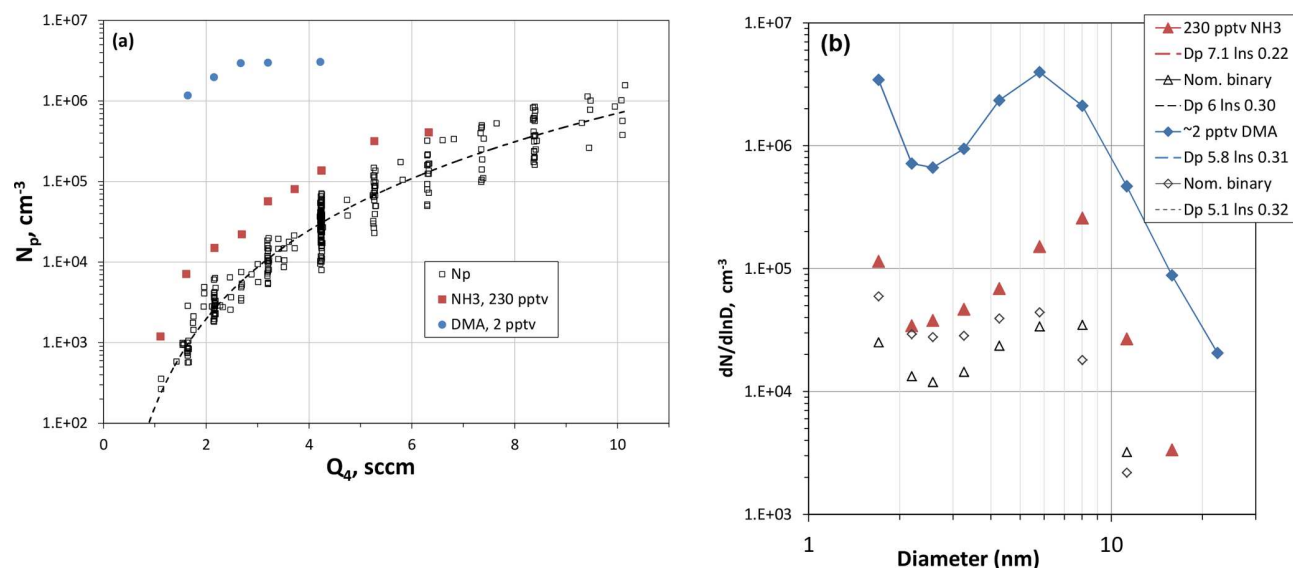 (a)
1.E+07
1.E+06
1.E+05
1.E+04
1.E+03
1.E+02
Np, cm-3
0 2 4 6 8 10
Q4, sccm
Np
NH3, 230 pptv
DMA, 2 pptv
(b)
1.E+07
1.E+06
1.E+05
1.E+04
1.E+03
dN/dlnD, cm-3
1 10
Diameter (nm)
230 pptv NH3
Dp 7.1 lns 0.22
Nom. binary
Dp 6 lns 0.30
~2 pptv DMA
Dp 5.8 lns 0.31
Nom. binary
Dp 5.1 lns 0.32